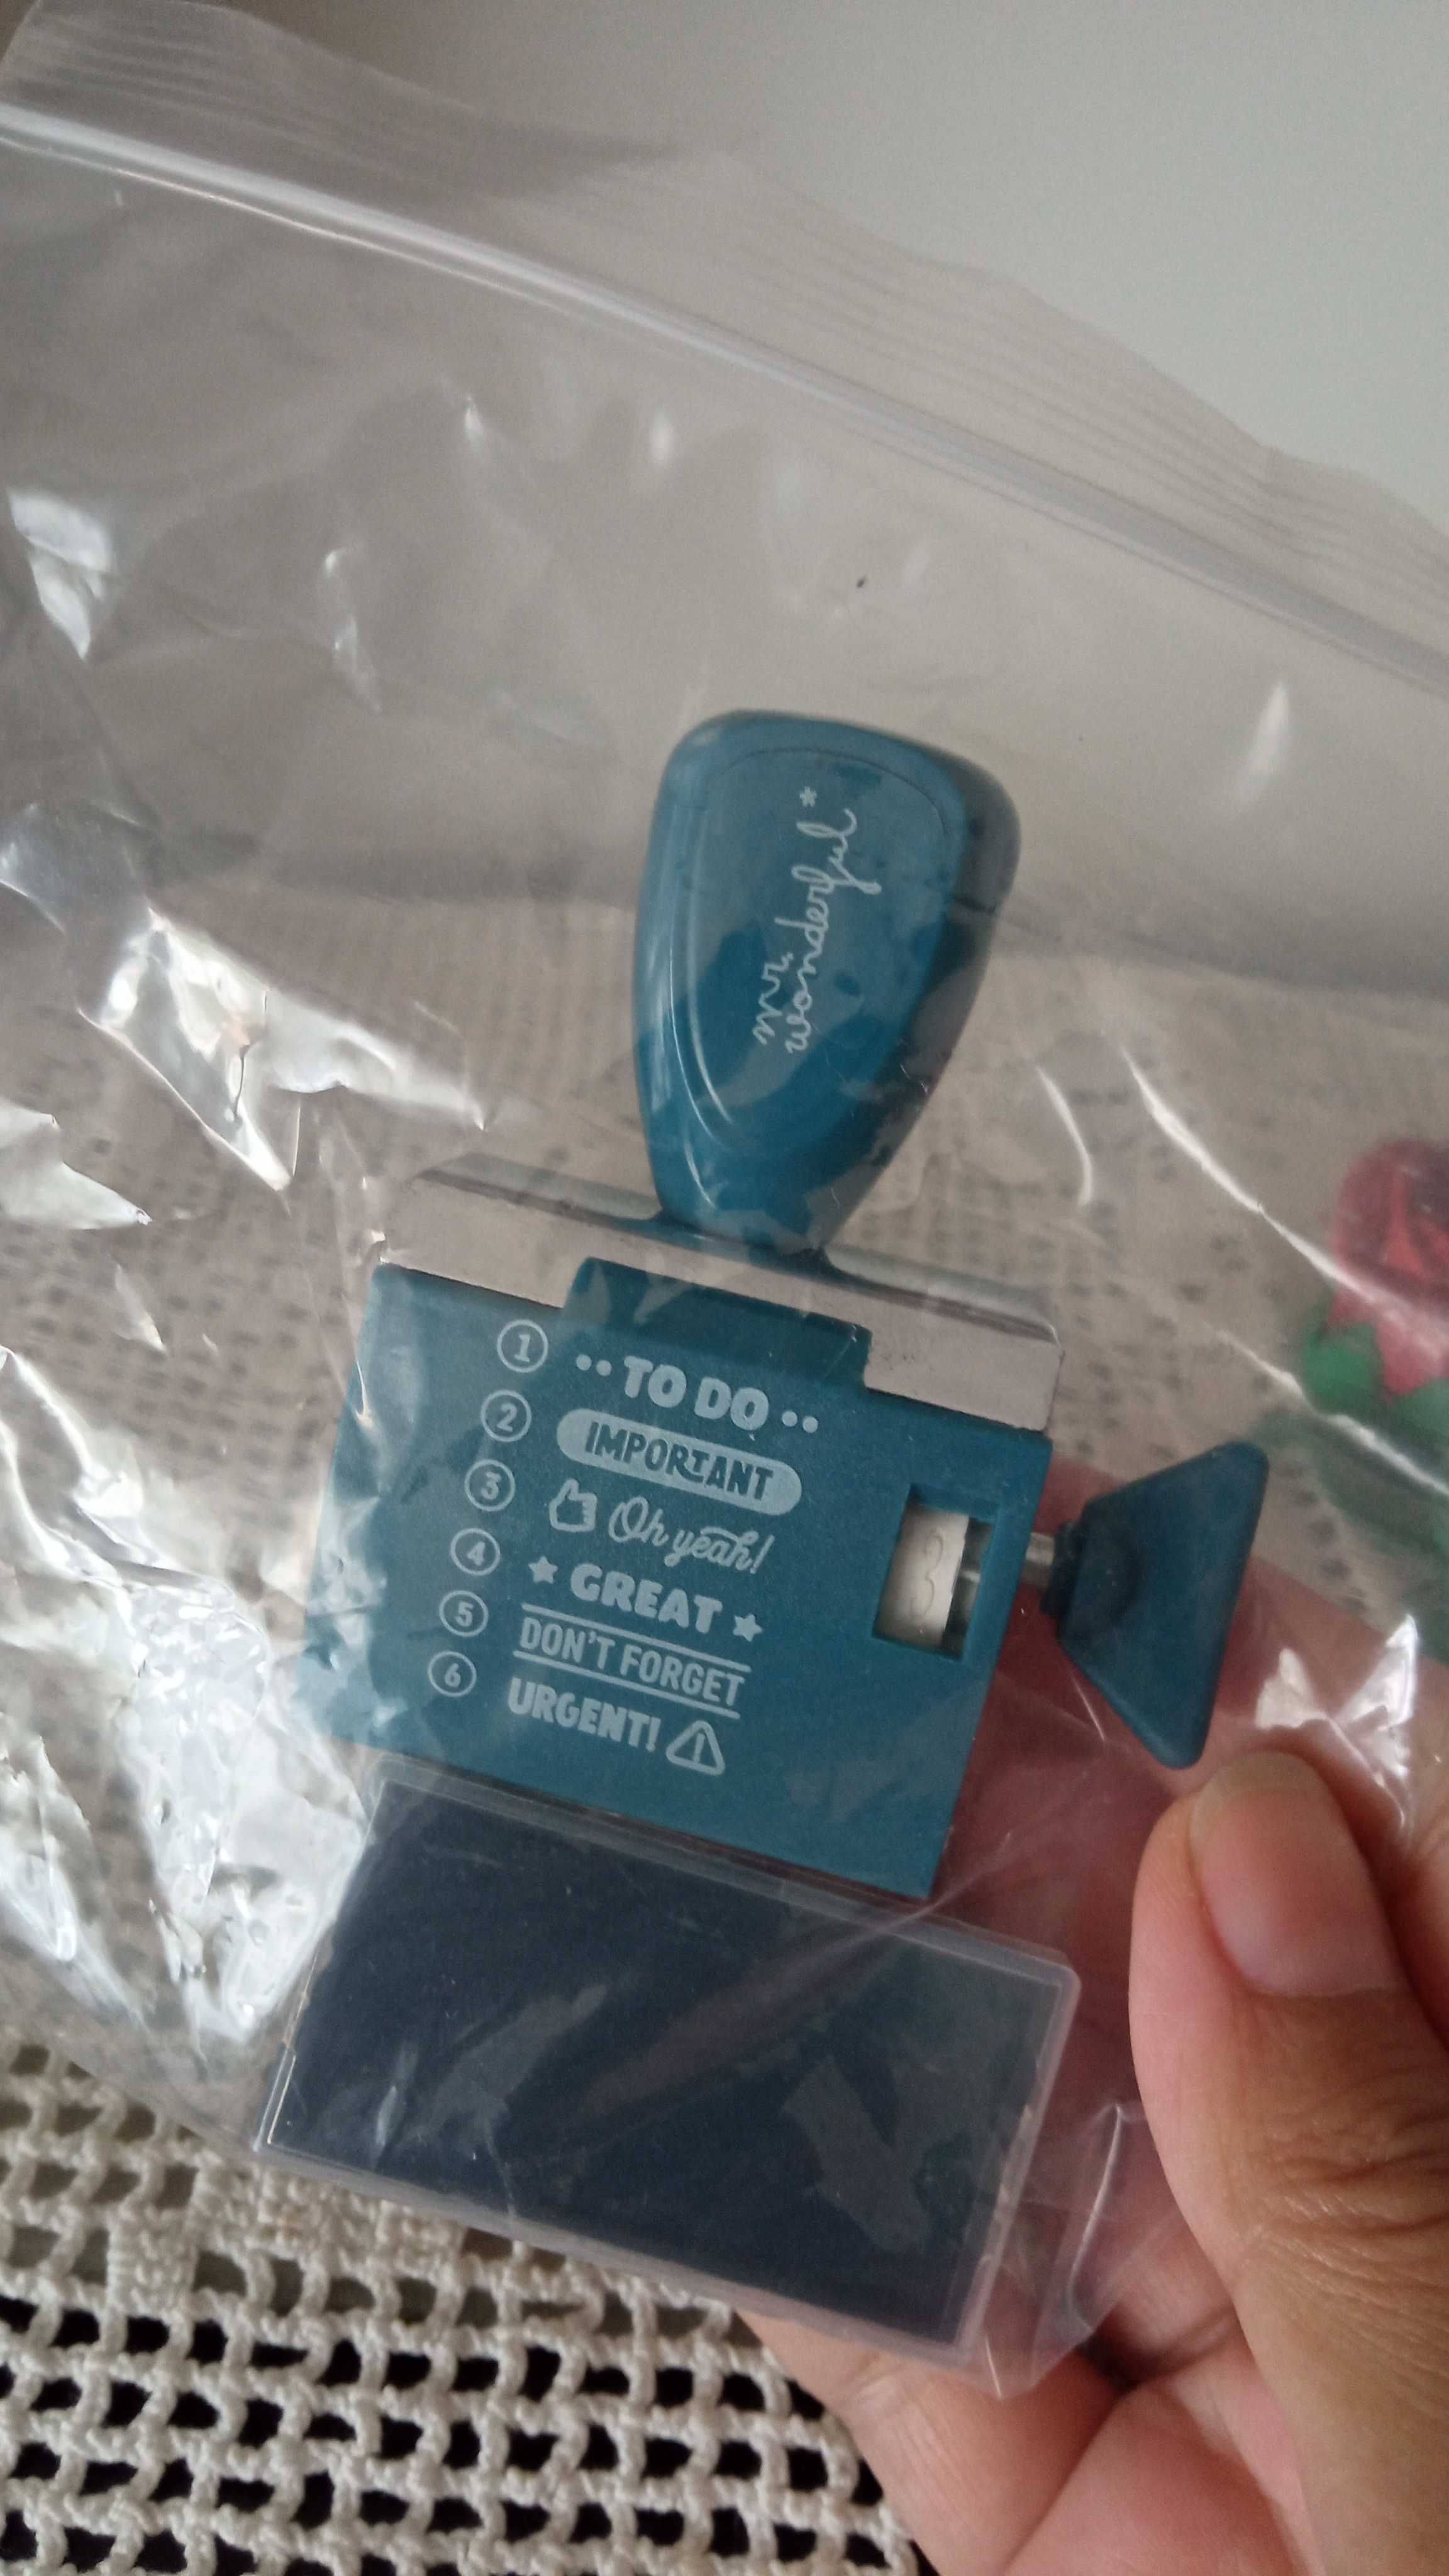 mr.
wonderful*
1 •• TO DO ••
2 IMPORTANT
3 Oh yeah!
4 ★ GREAT ★
5 DON'T FORGET
6 URGENT!
3